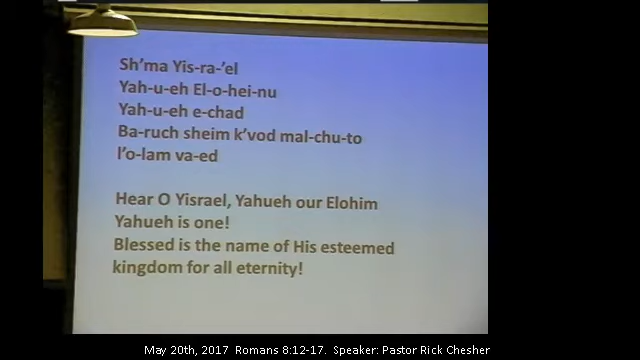 Sh'ma Yis-ra-'el
Yah-u-eh El-o-hei-nu
Yah-u-eh e-chad
Ba-ruch sheim k'vod mal-chu-to
l'o-lam va-ed
Hear O Yisrael, Yahueh our Elohim
Yahueh is one!
Blessed is the name of His esteemed
kingdom for all eternity!
May 20th, 2017 Romans 8:12-17. Speaker: Pastor Rick Chesher